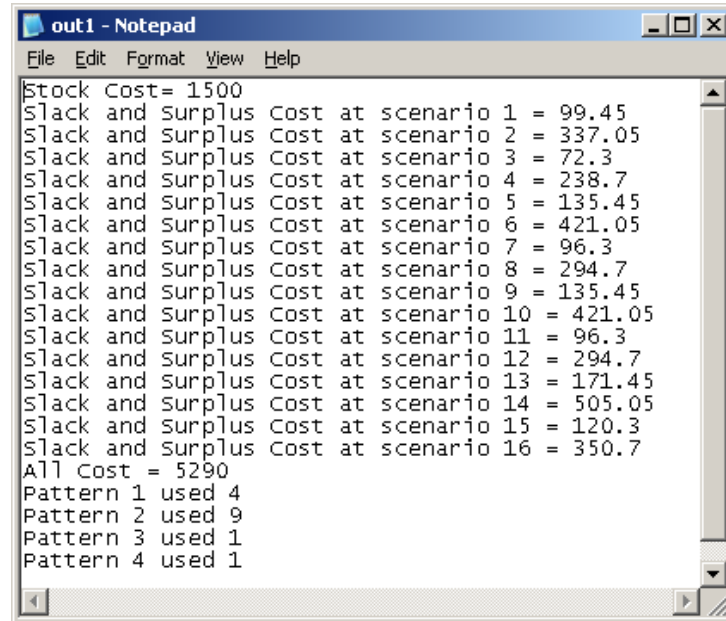 out1 - Notepad
File Edit Format View Help
Stock Cost= 1500
Slack and Surplus Cost at scenario 1 = 99.45
Slack and Surplus Cost at scenario 2 = 337.05
Slack and Surplus Cost at scenario 3 = 72.3
Slack and Surplus Cost at scenario 4 = 238.7
Slack and Surplus Cost at scenario 5 = 135.45
Slack and Surplus Cost at scenario 6 = 421.05
Slack and Surplus Cost at scenario 7 = 96.3
Slack and Surplus Cost at scenario 8 = 294.7
Slack and Surplus Cost at scenario 9 = 135.45
Slack and Surplus Cost at scenario 10 = 421.05
Slack and Surplus Cost at scenario 11 = 96.3
Slack and Surplus Cost at scenario 12 = 294.7
Slack and Surplus Cost at scenario 13 = 171.45
Slack and Surplus Cost at scenario 14 = 505.05
Slack and Surplus Cost at scenario 15 = 120.3
Slack and Surplus Cost at scenario 16 = 350.7
All Cost = 5290
Pattern 1 used 4
Pattern 2 used 9
Pattern 3 used 1
Pattern 4 used 1